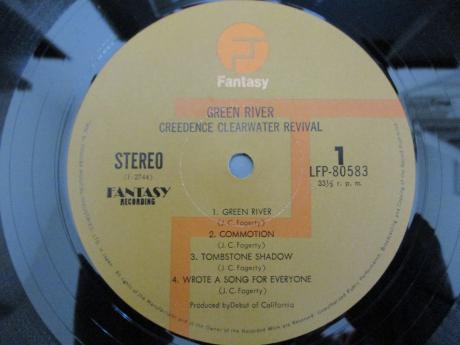 Fantasy
GREEN RIVER
CREEDENCE CLEARWATER REVIVAL
STEREO
(F-2744)
FANTASY
RECORDING
1
LFP-80583
33⅓ r. p. m.
1. GREEN RIVER
(J. C. Fogerty)
2. COMMOTION
(J. C. Fogerty)
3. TOMBSTONE SHADOW
(J. C. Fogerty)
4. WROTE A SONG FOR EVERYONE
(J. C. Fogerty)
Produced by Debut of California